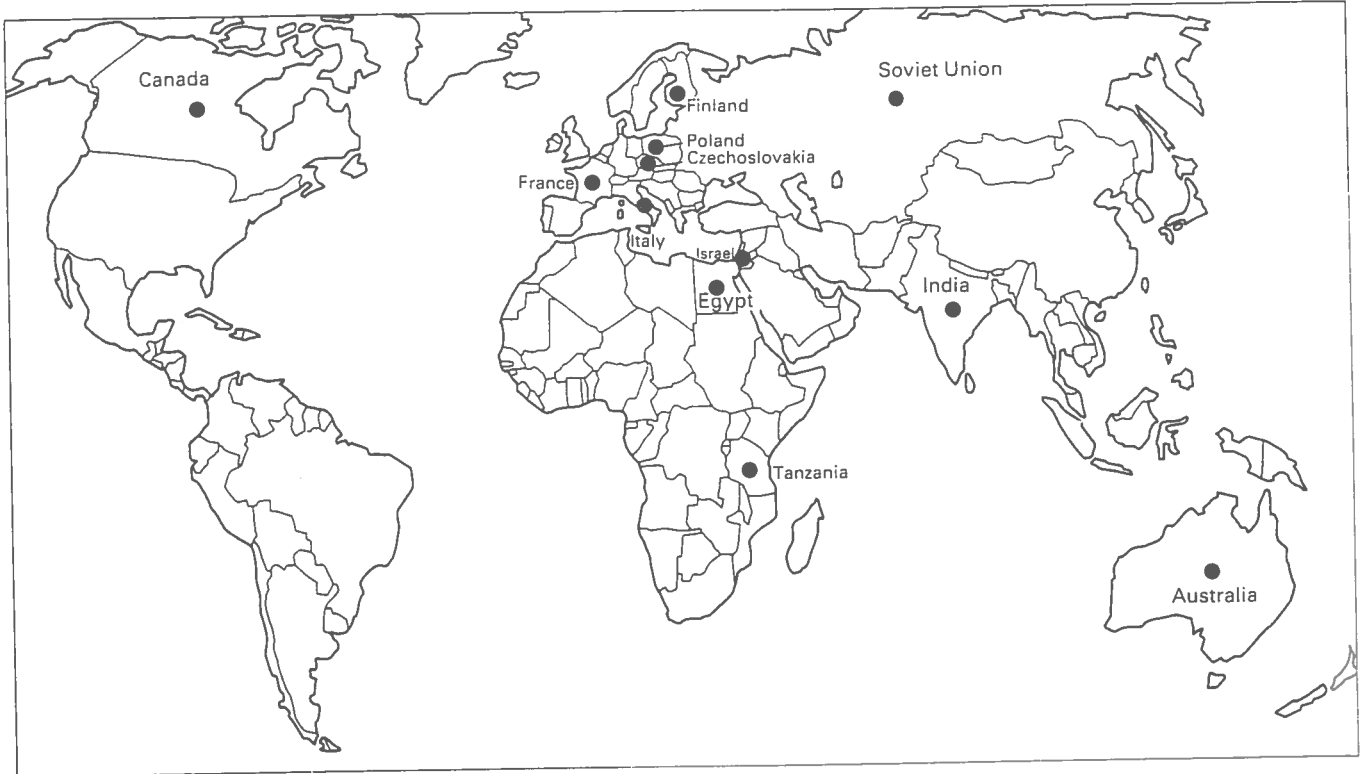 Canada
Soviet Union
Finland
Poland
Czechoslovakia
France
Italy
Israel
Egypt
India
Tanzania
Australia